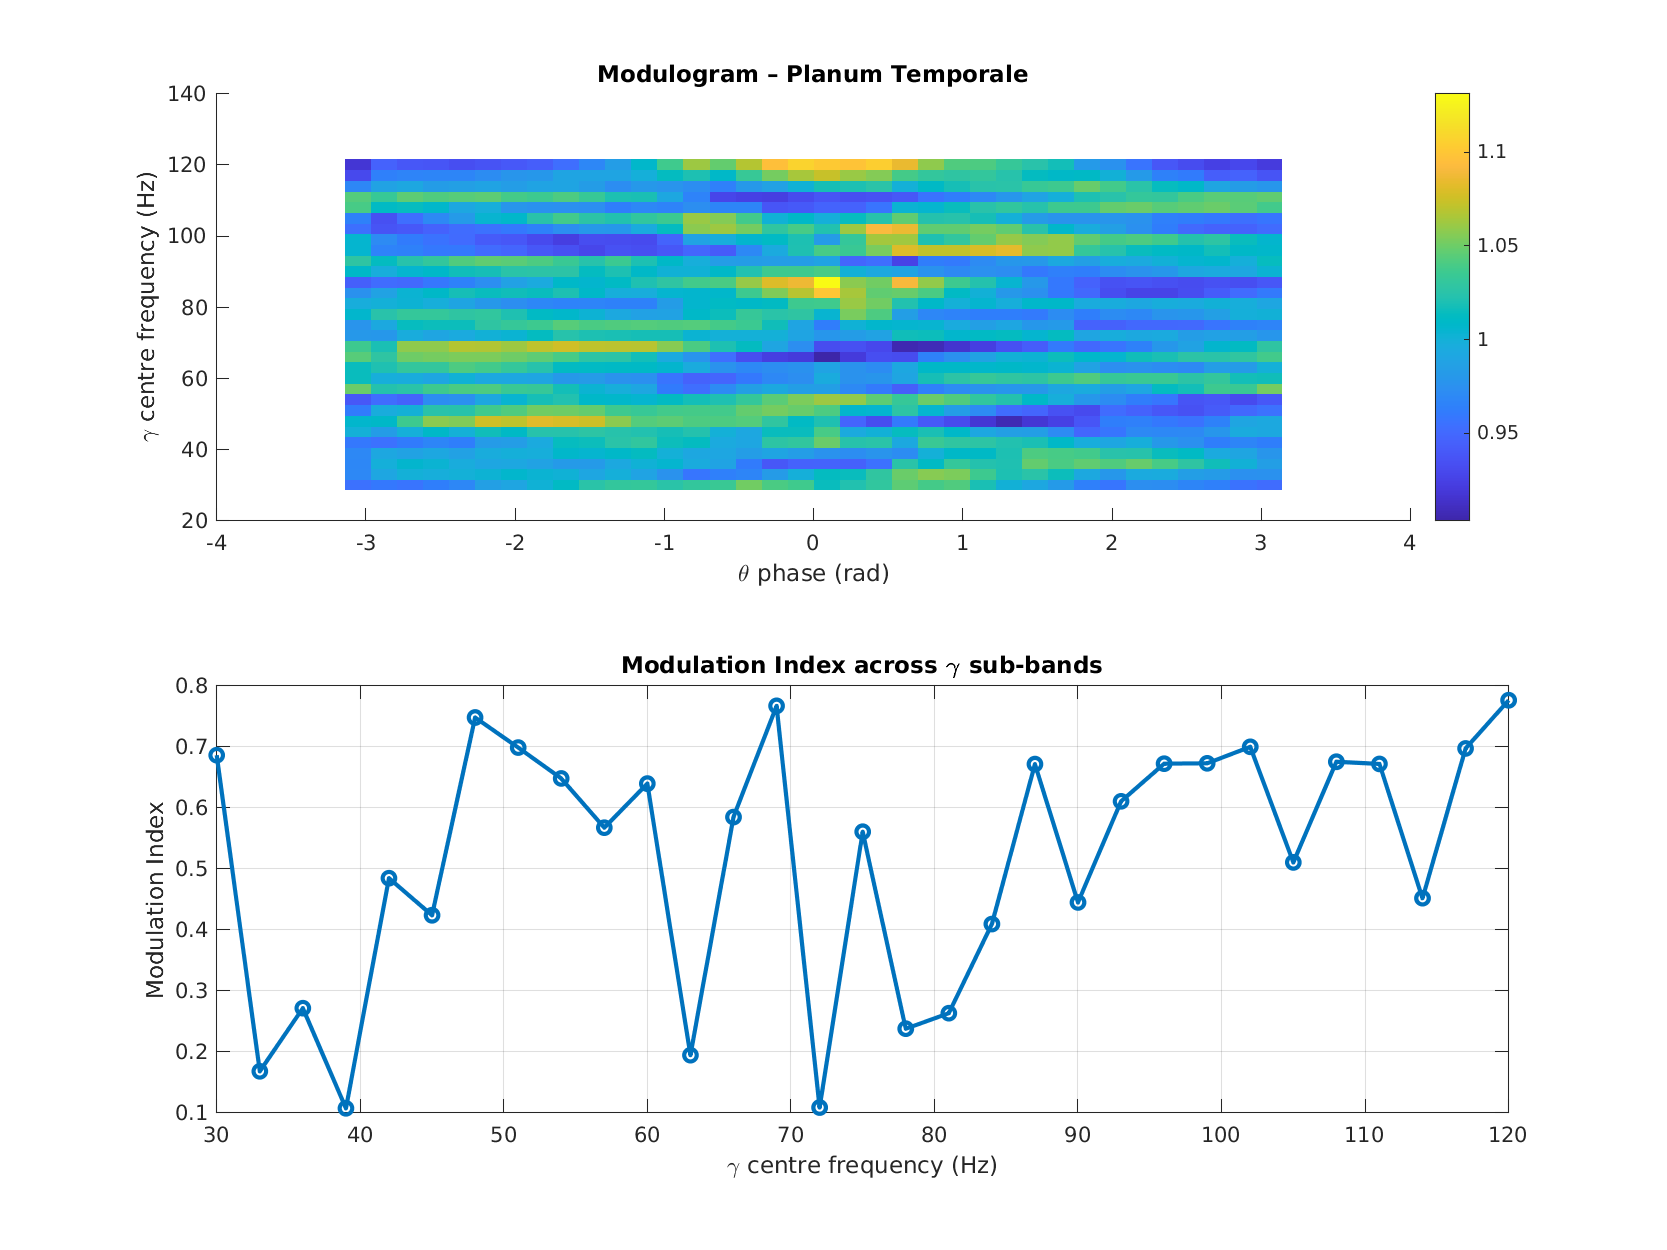 Modulogram – Planum Temporale
γ centre frequency (Hz)
140
120
100
80
60
40
20
-4 -3 -2 -1 0 1 2 3 4
θ phase (rad)
1.1
1.05
1
0.95
Modulation Index across γ sub-bands
Modulation Index
0.8
0.7
0.6
0.5
0.4
0.3
0.2
0.1
30 40 50 60 70 80 90 100 110 120
γ centre frequency (Hz)